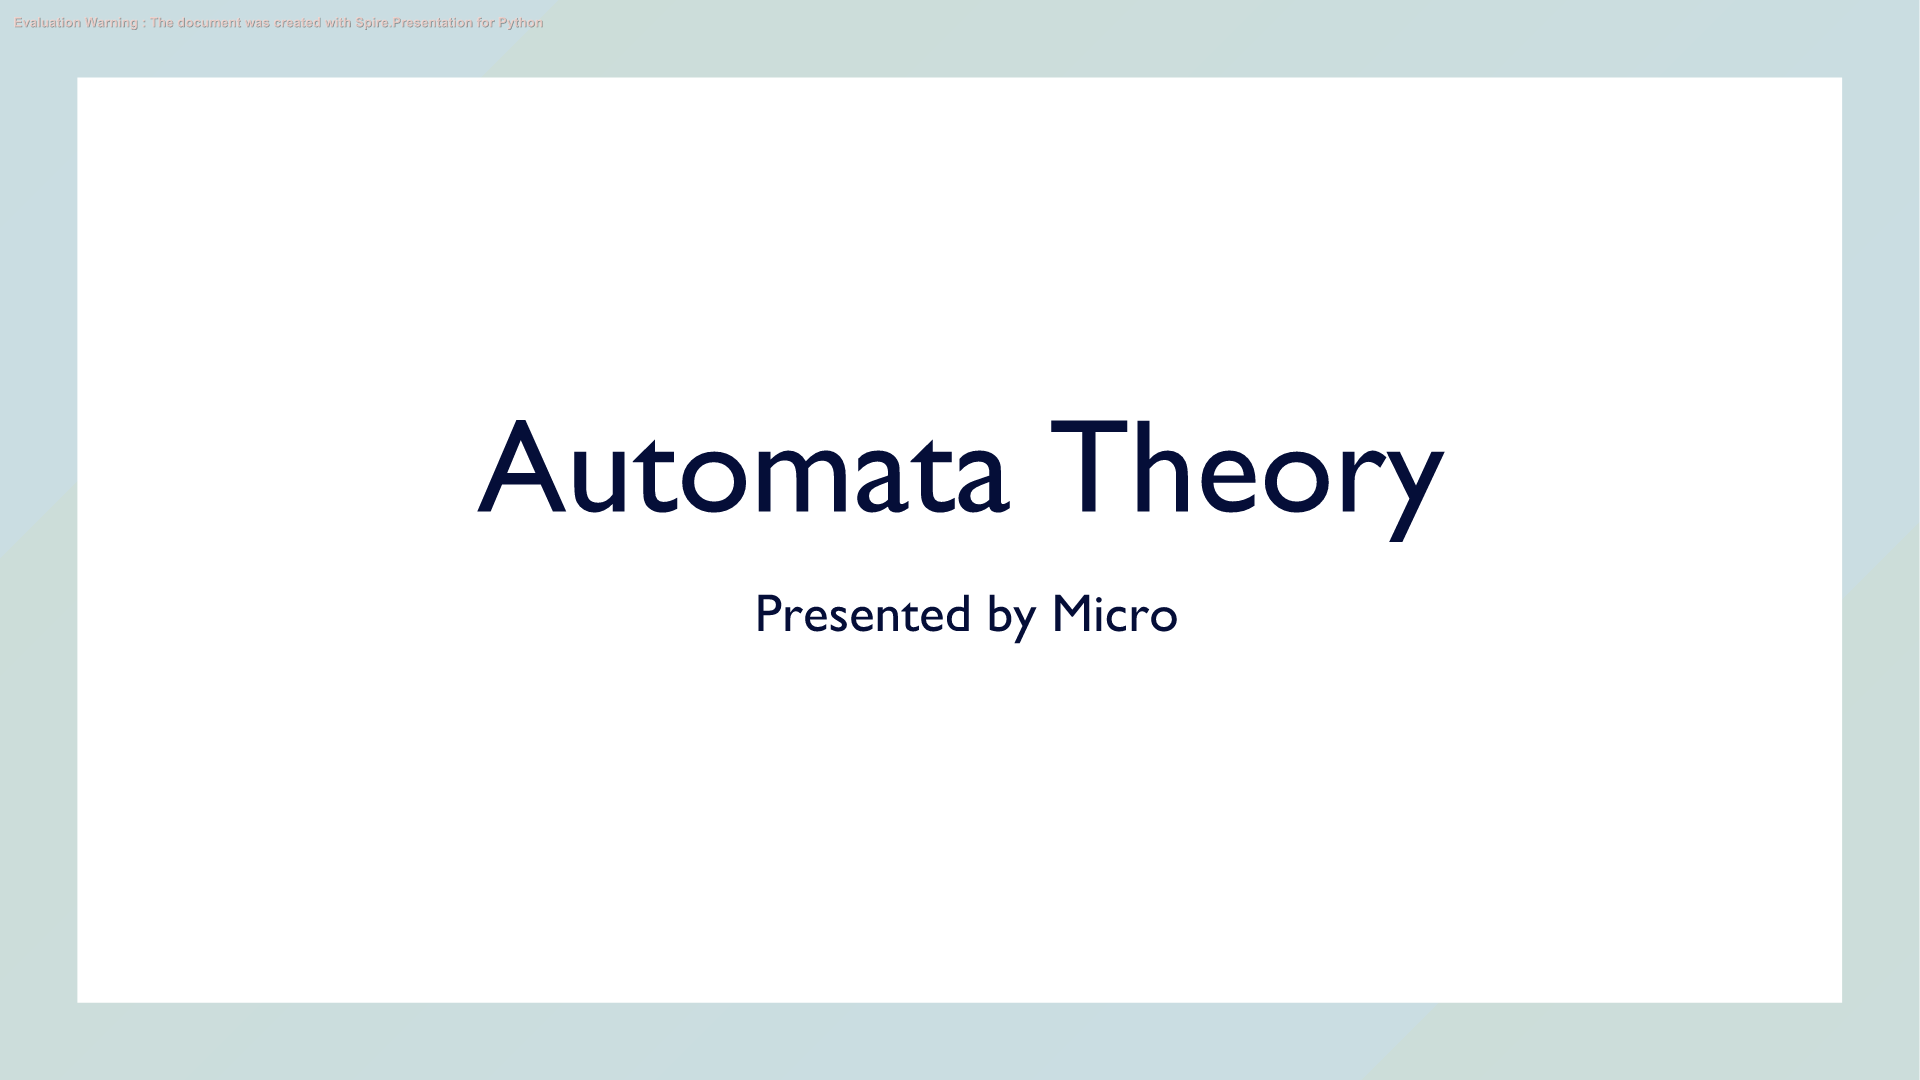 Evaluation Warning : The document was created with Spire.Presentation for Python
Automata Theory
Presented by Micro